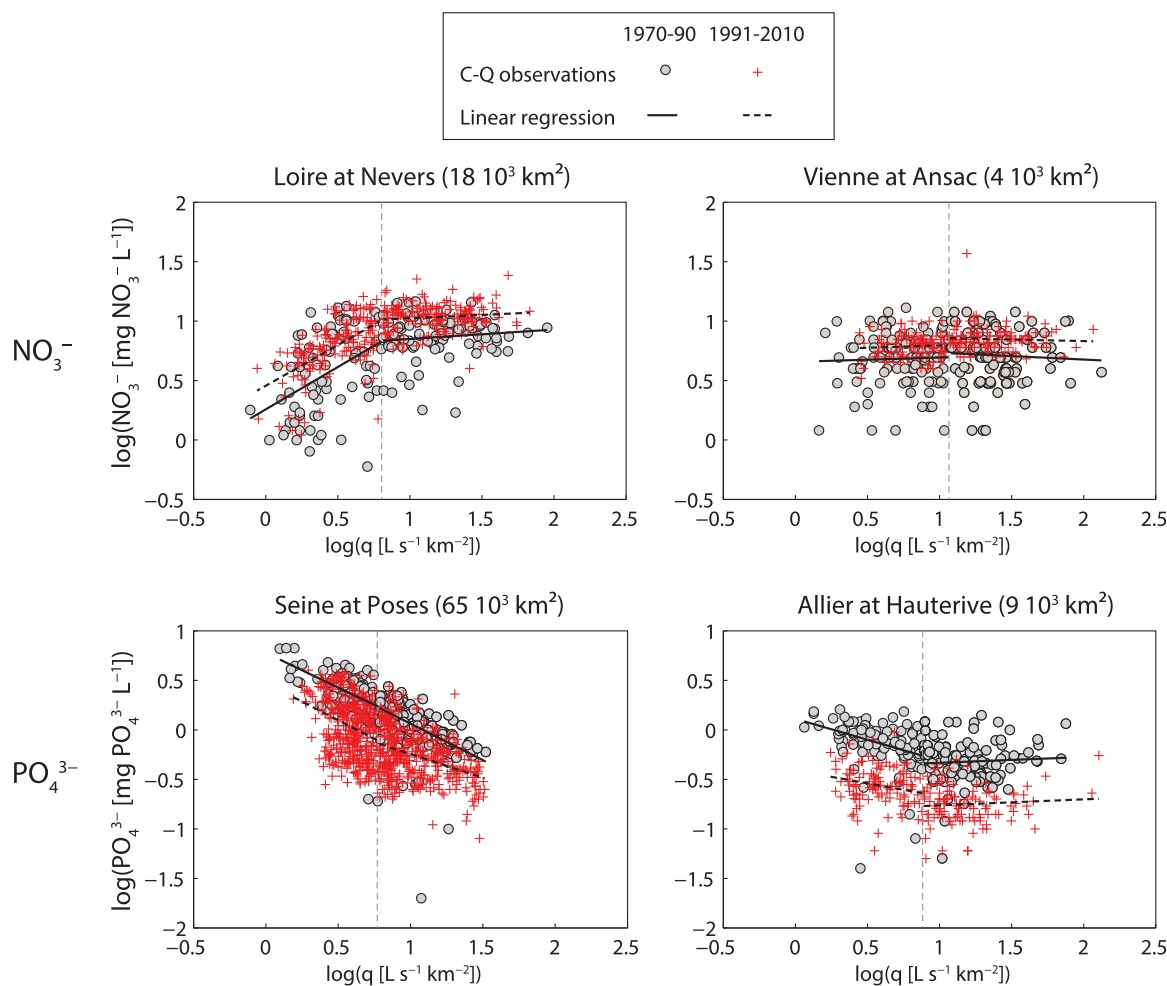 1970-90 1991-2010
C-Q observations
Linear regression
Loire at Nevers (18 10³ km²)
Vienne at Ansac (4 10³ km²)
NO₃⁻
log(NO₃⁻ [mg NO₃⁻ L⁻¹])
2
1.5
1
0.5
0
−0.5
−0.5 0 0.5 1 1.5 2 2.5
log(q [L s⁻¹ km⁻²])
2
1.5
1
0.5
0
−0.5
−0.5 0 0.5 1 1.5 2 2.5
log(q [L s⁻¹ km⁻²])
Seine at Poses (65 10³ km²)
Allier at Hauterive (9 10³ km²)
PO₄³⁻
log(PO₄³⁻ [mg PO₄³⁻ L⁻¹])
1
0.5
0
−0.5
−1
−1.5
−2
−0.5 0 0.5 1 1.5 2 2.5
log(q [L s⁻¹ km⁻²])
1
0.5
0
−0.5
−1
−1.5
−2
−0.5 0 0.5 1 1.5 2 2.5
log(q [L s⁻¹ km⁻²])